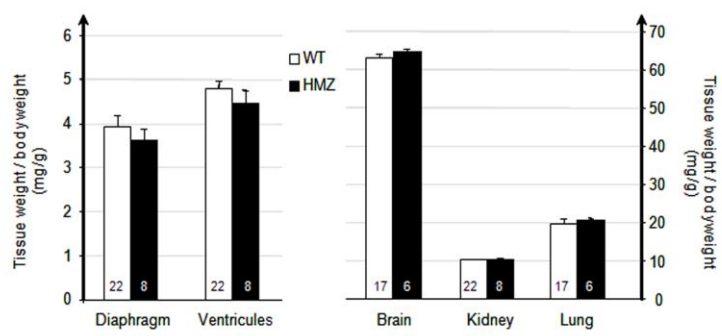 Tissue weight / bodyweight
(mg/g)
6
5
4
3
2
1
0
22
8
22
8
Diaphragm
Ventricules
WT
HMZ
17
6
22
8
17
6
Brain
Kidney
Lung
70
60
50
40
30
20
10
0
Tissue weight / bodyweight
(mg/g)